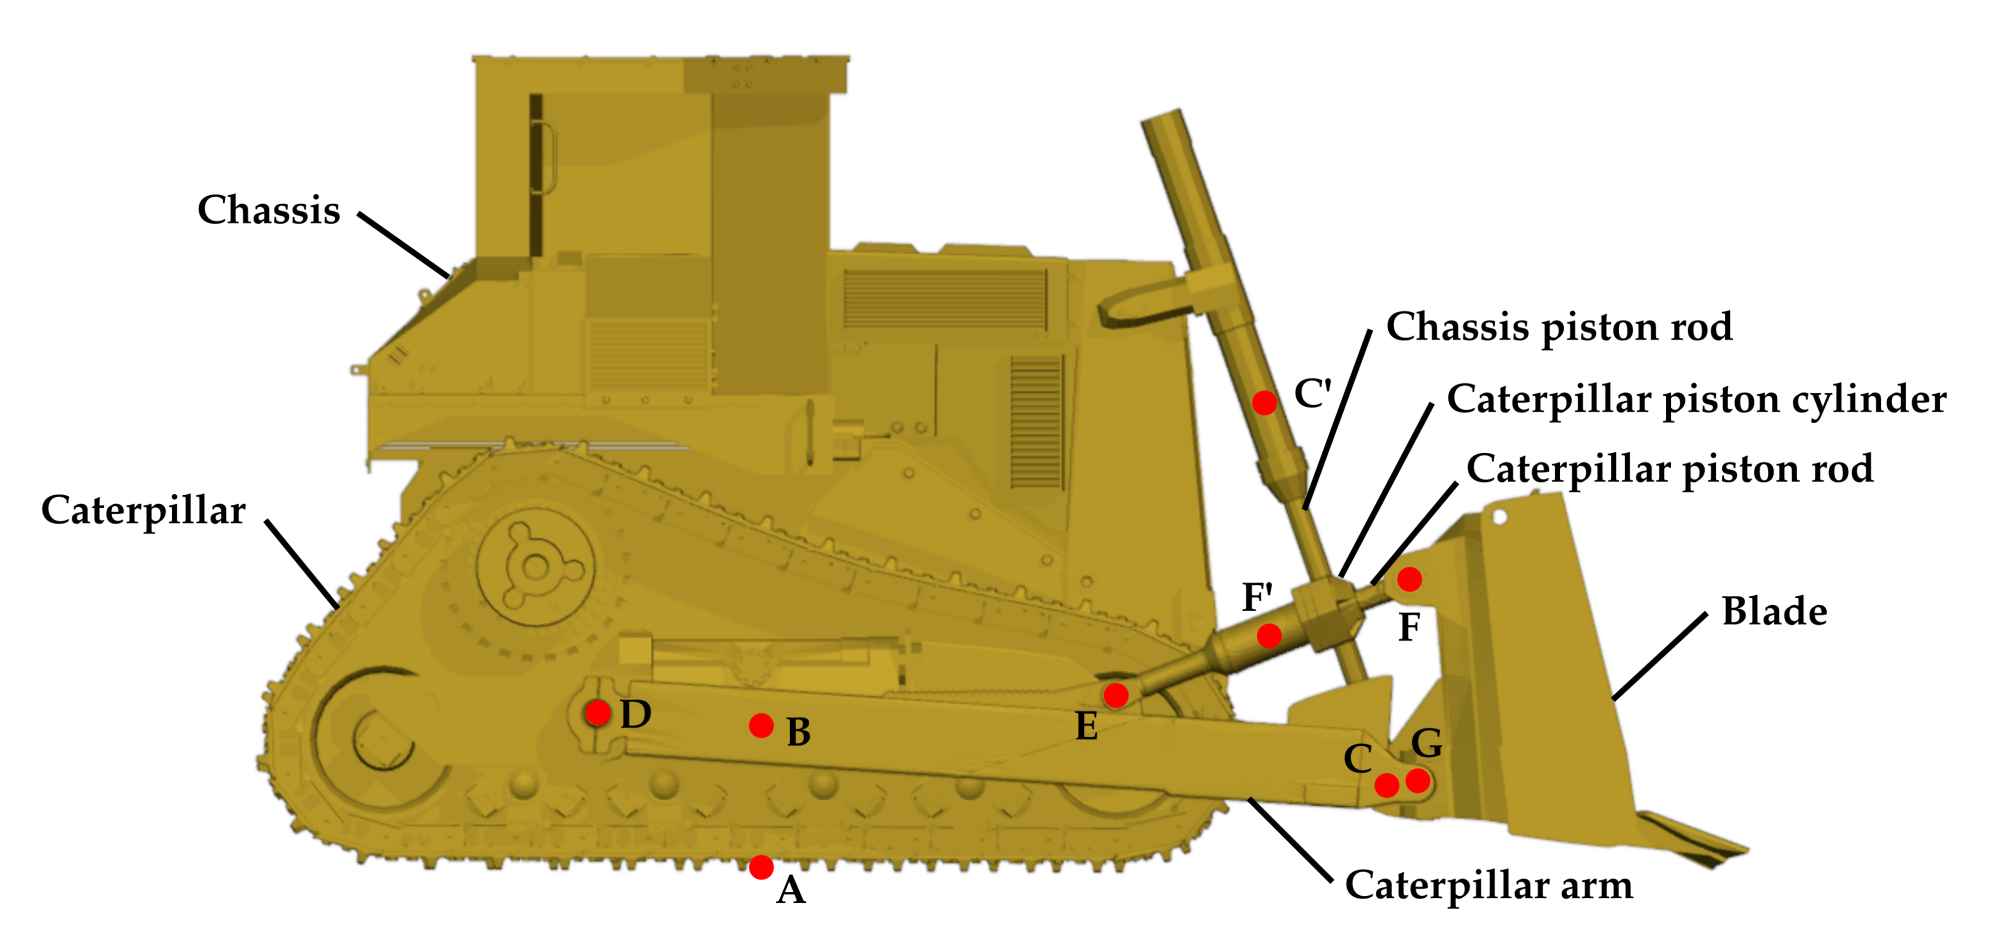 Chassis
Chassis piston rod
C'
Caterpillar piston cylinder
Caterpillar piston rod
Caterpillar
F'
F
Blade
D
B
E
C
G
A
Caterpillar arm